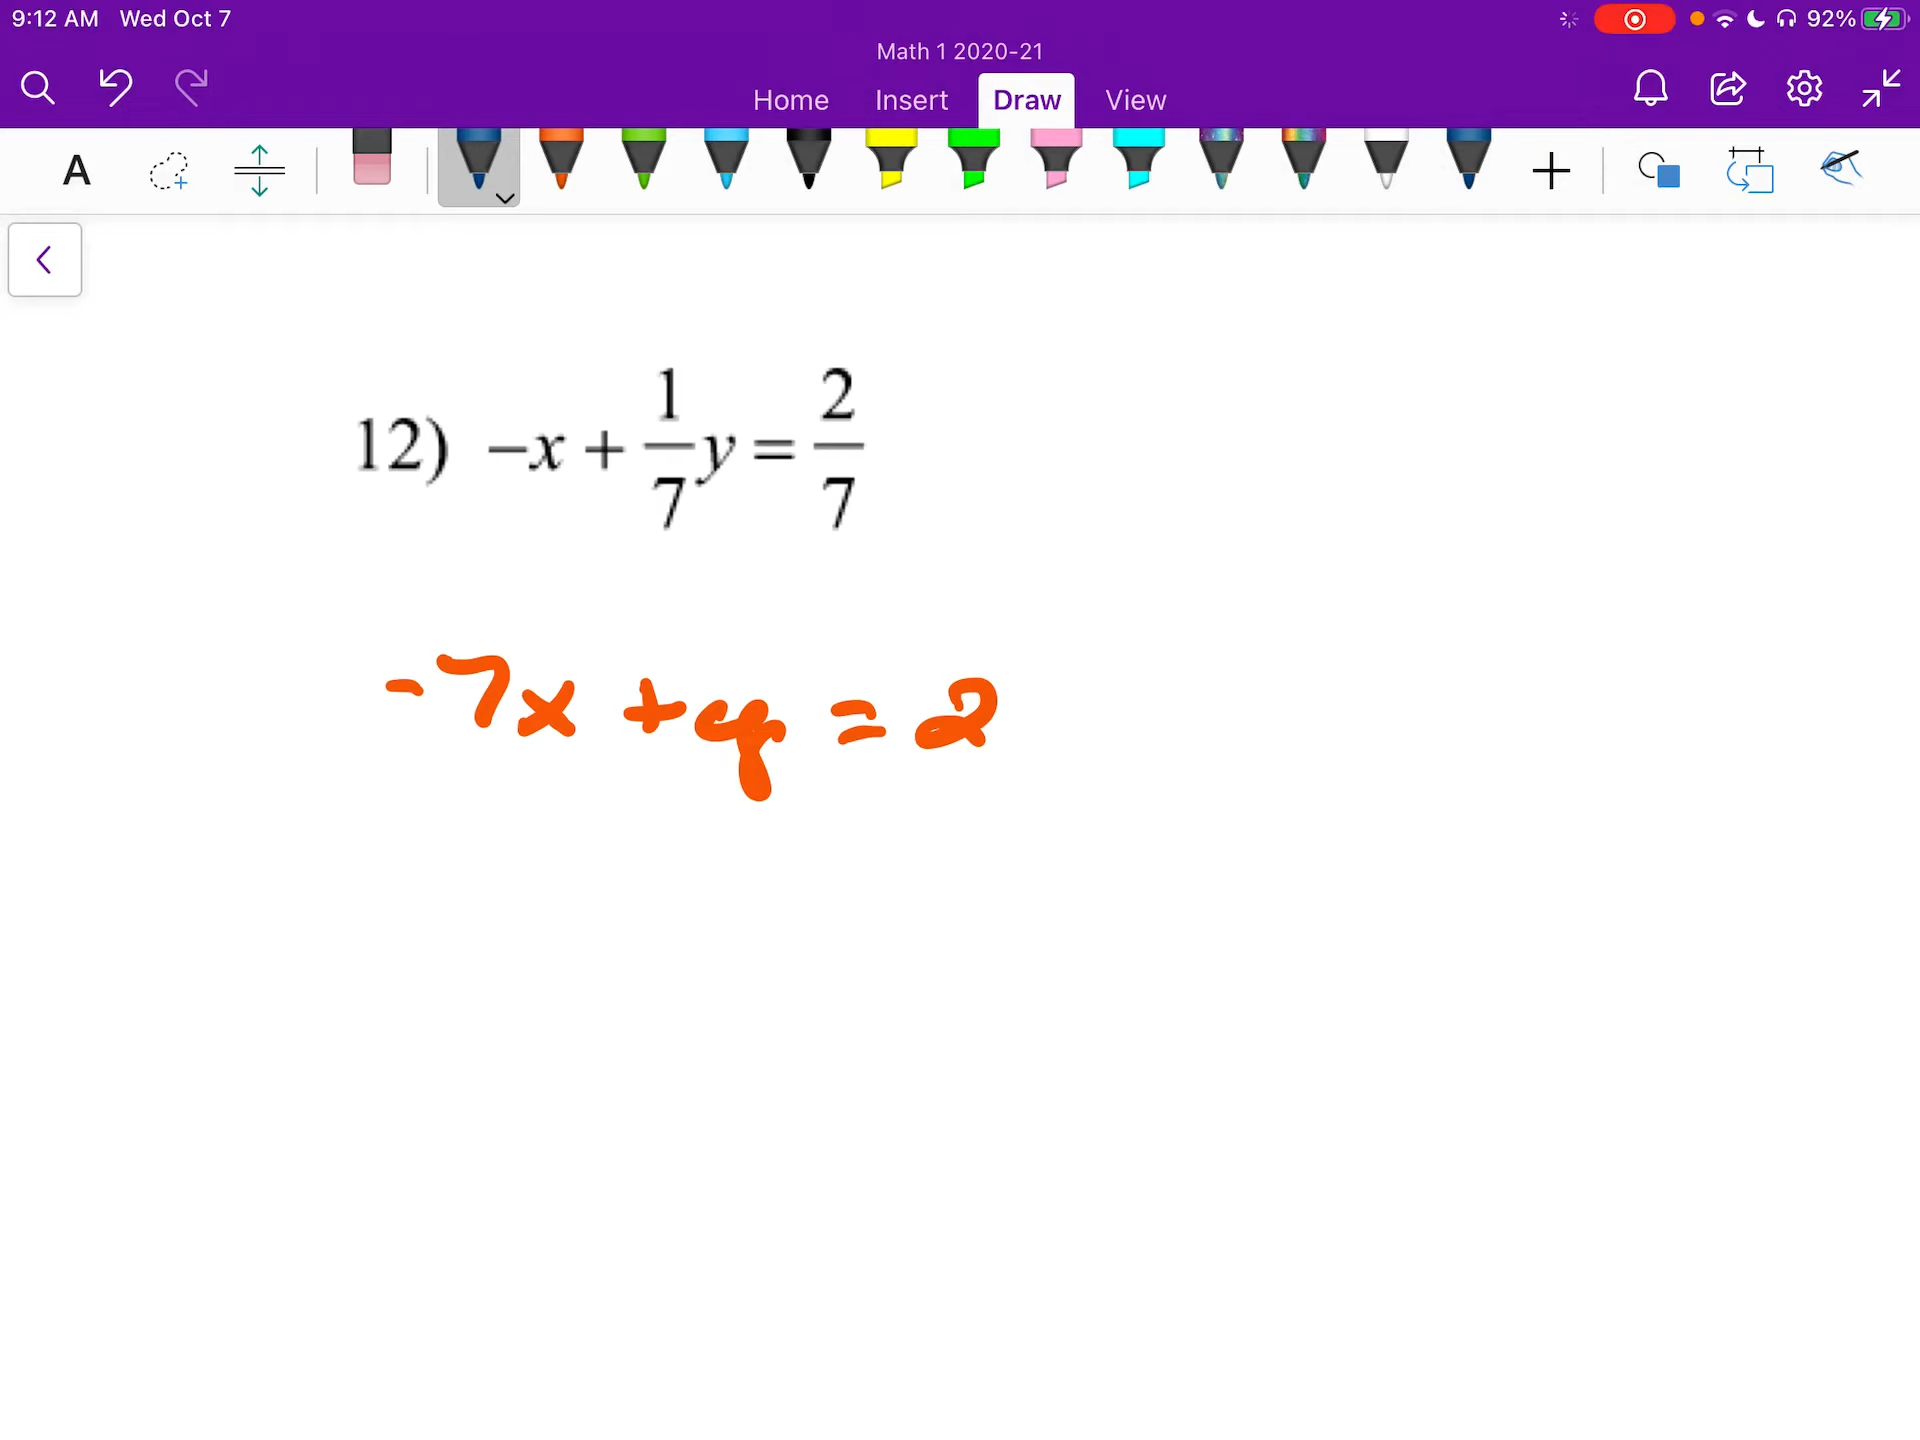 9:12 AM Wed Oct 7 92%
Math 1 2020-21
Home Insert Draw View
A
12) -x + 1/7 y = 2/7
-7x + y = 2